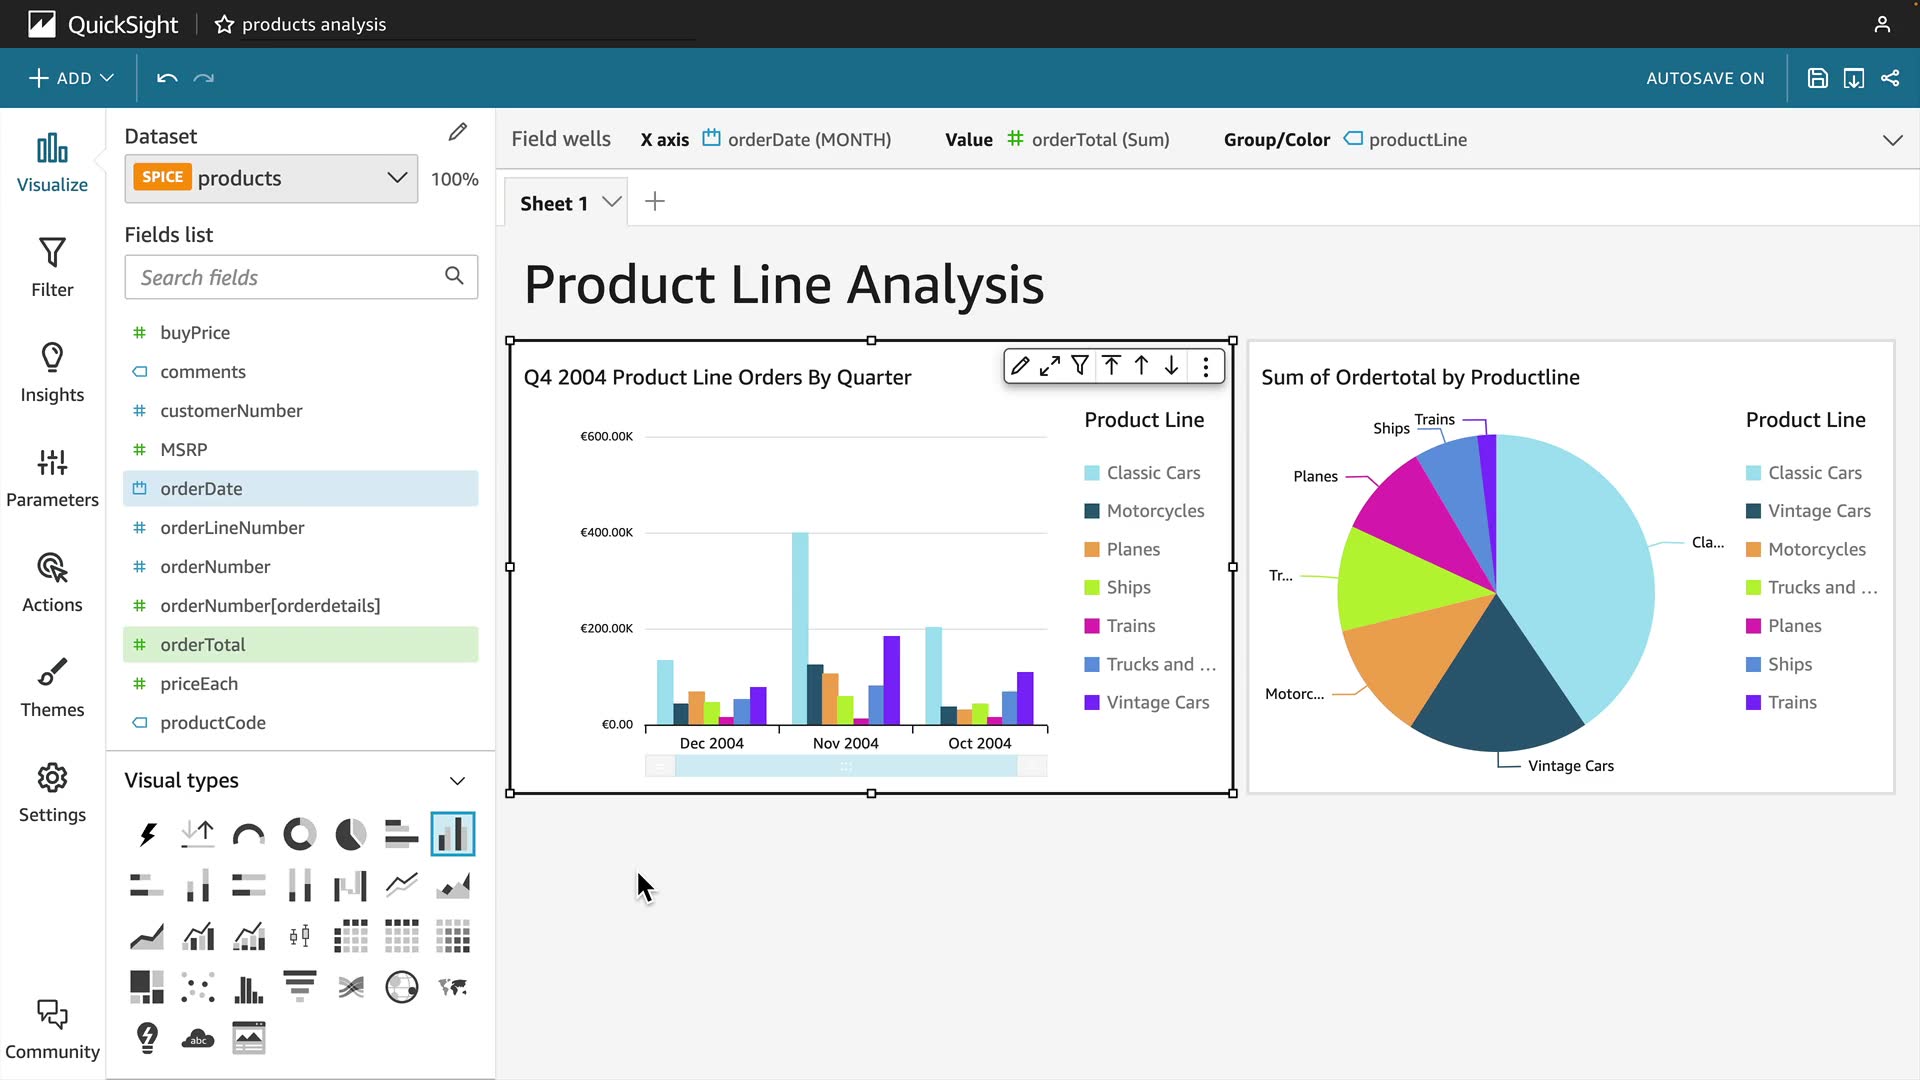 QuickSight
products analysis
ADD
AUTOSAVE ON
Visualize
Filter
Insights
Parameters
Actions
Themes
Settings
Community
Dataset
SPICE products 100%
Fields list
Search fields
buyPrice
comments
customerNumber
MSRP
orderDate
orderLineNumber
orderNumber
orderNumber[orderdetails]
orderTotal
priceEach
productCode
Visual types
abc
Field wells X axis orderDate (MONTH) Value orderTotal (Sum) Group/Color productLine
Sheet 1
Product Line Analysis
Q4 2004 Product Line Orders By Quarter
€600.00K
€400.00K
€200.00K
€0.00
Dec 2004 Nov 2004 Oct 2004
Product Line
Classic Cars
Motorcycles
Planes
Ships
Trains
Trucks and ...
Vintage Cars
Sum of Ordertotal by Productline
Trains
Ships
Planes
Cla...
Tr...
Motorc...
Vintage Cars
Product Line
Classic Cars
Vintage Cars
Motorcycles
Trucks and ...
Planes
Ships
Trains